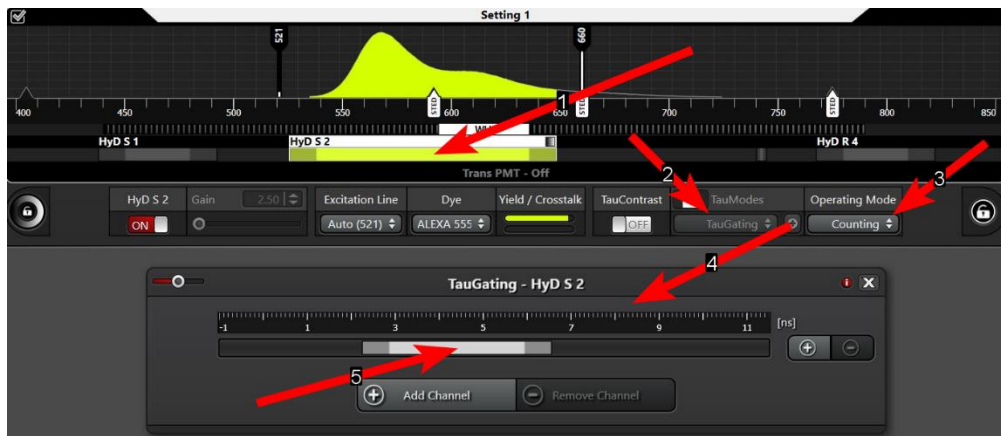 Setting 1
521
660
STED
STED
STED
400 450 500 550 600 650 700 750 800 850
1
HyD S 1 HyD S 2 HyD R 4
Trans PMT - Off
2
3
HyD S 2 Gain 2.50 Excitation Line Dye Yield / Crosstalk TauContrast TauModes Operating Mode
ON Auto (521) ALEXA 555 OFF TauGating Counting
4
TauGating - HyD S 2
-1 1 3 5 7 9 11 [ns]
5
Add Channel Remove Channel